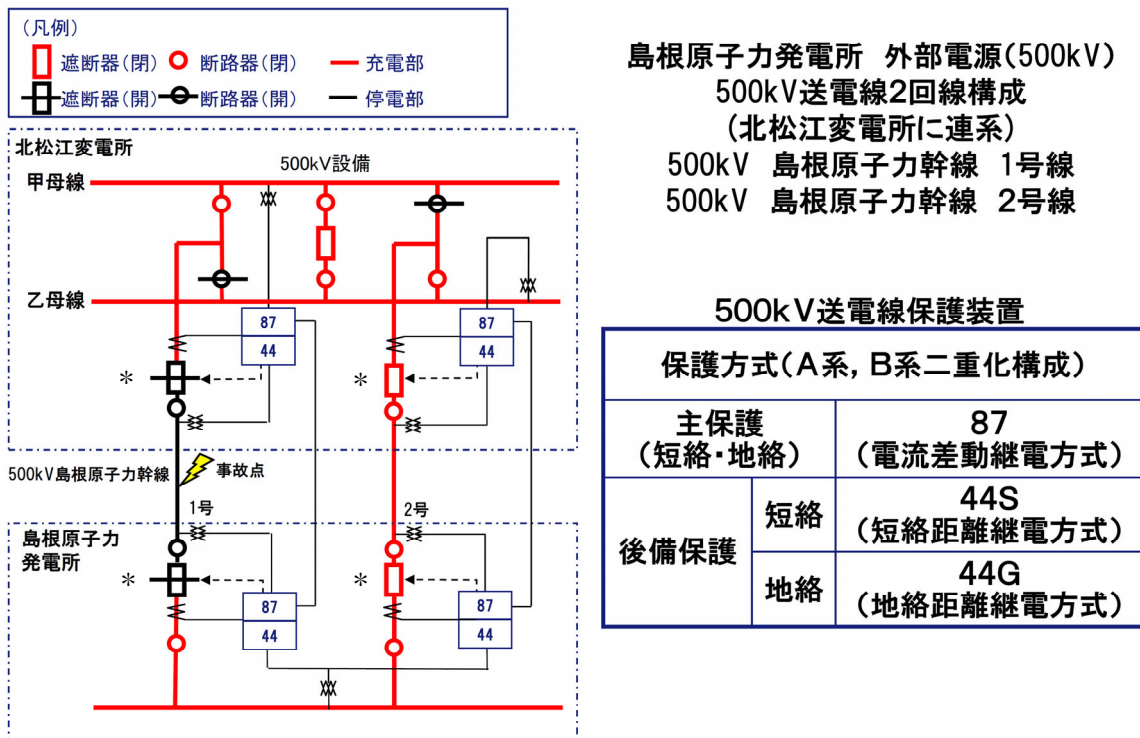 (凡例)
遮断器(閉) 断路器(閉) 充電部
遮断器(開) 断路器(開) 停電部
北松江変電所
500kV設備
甲母線
乙母線
87
44
87
44
*
*
500kV島根原子力幹線
事故点
1号
2号
島根原子力
発電所
*
*
87
44
87
44
島根原子力発電所 外部電源(500kV)
500kV送電線2回線構成
(北松江変電所に連系)
500kV 島根原子力幹線 1号線
500kV 島根原子力幹線 2号線
500kV送電線保護装置
保護方式(A系, B系二重化構成)
主保護
(短絡・地絡)
87
(電流差動継電方式)
後備保護
短絡
44S
(短絡距離継電方式)
地絡
44G
(地絡距離継電方式)